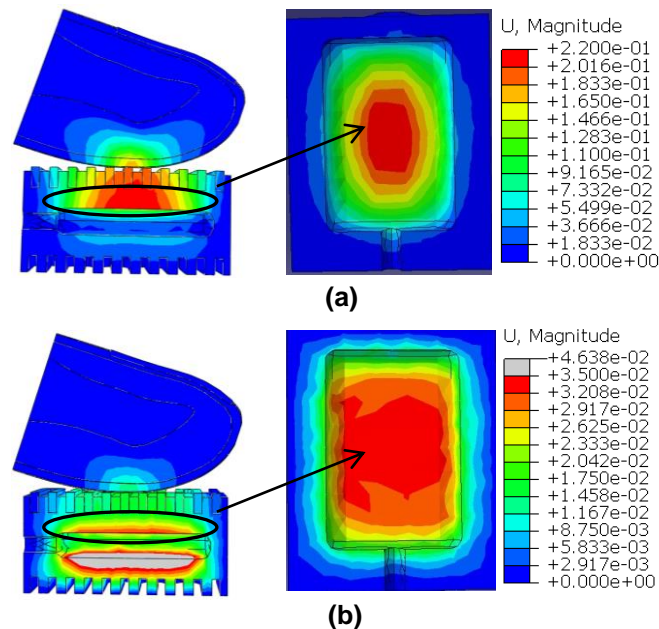 U, Magnitude
+2.200e-01
+2.016e-01
+1.833e-01
+1.650e-01
+1.466e-01
+1.283e-01
+1.100e-01
+9.165e-02
+7.332e-02
+5.499e-02
+3.666e-02
+1.833e-02
+0.000e+00
(a)
U, Magnitude
+4.638e-02
+3.500e-02
+3.208e-02
+2.917e-02
+2.625e-02
+2.333e-02
+2.042e-02
+1.750e-02
+1.458e-02
+1.167e-02
+8.750e-03
+5.833e-03
+2.917e-03
+0.000e+00
(b)